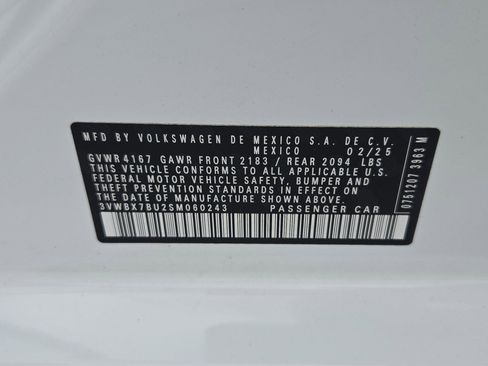 MFD BY VOLKSWAGEN DE MEXICO S.A. DE C.V.
MEXICO 02/25
GVWR 4167 GAWR FRONT 2183 / REAR 2094 LBS
THIS VEHICLE CONFORMS TO ALL APPLICABLE U.S.
FEDERAL MOTOR VEHICLE SAFETY, BUMPER AND
THEFT PREVENTION STANDARDS IN EFFECT ON
THE DATE OF MANUFACTURE SHOWN ABOVE.
3VWBX7BU2SM060243 PASSENGER CAR
0751207 3963 M